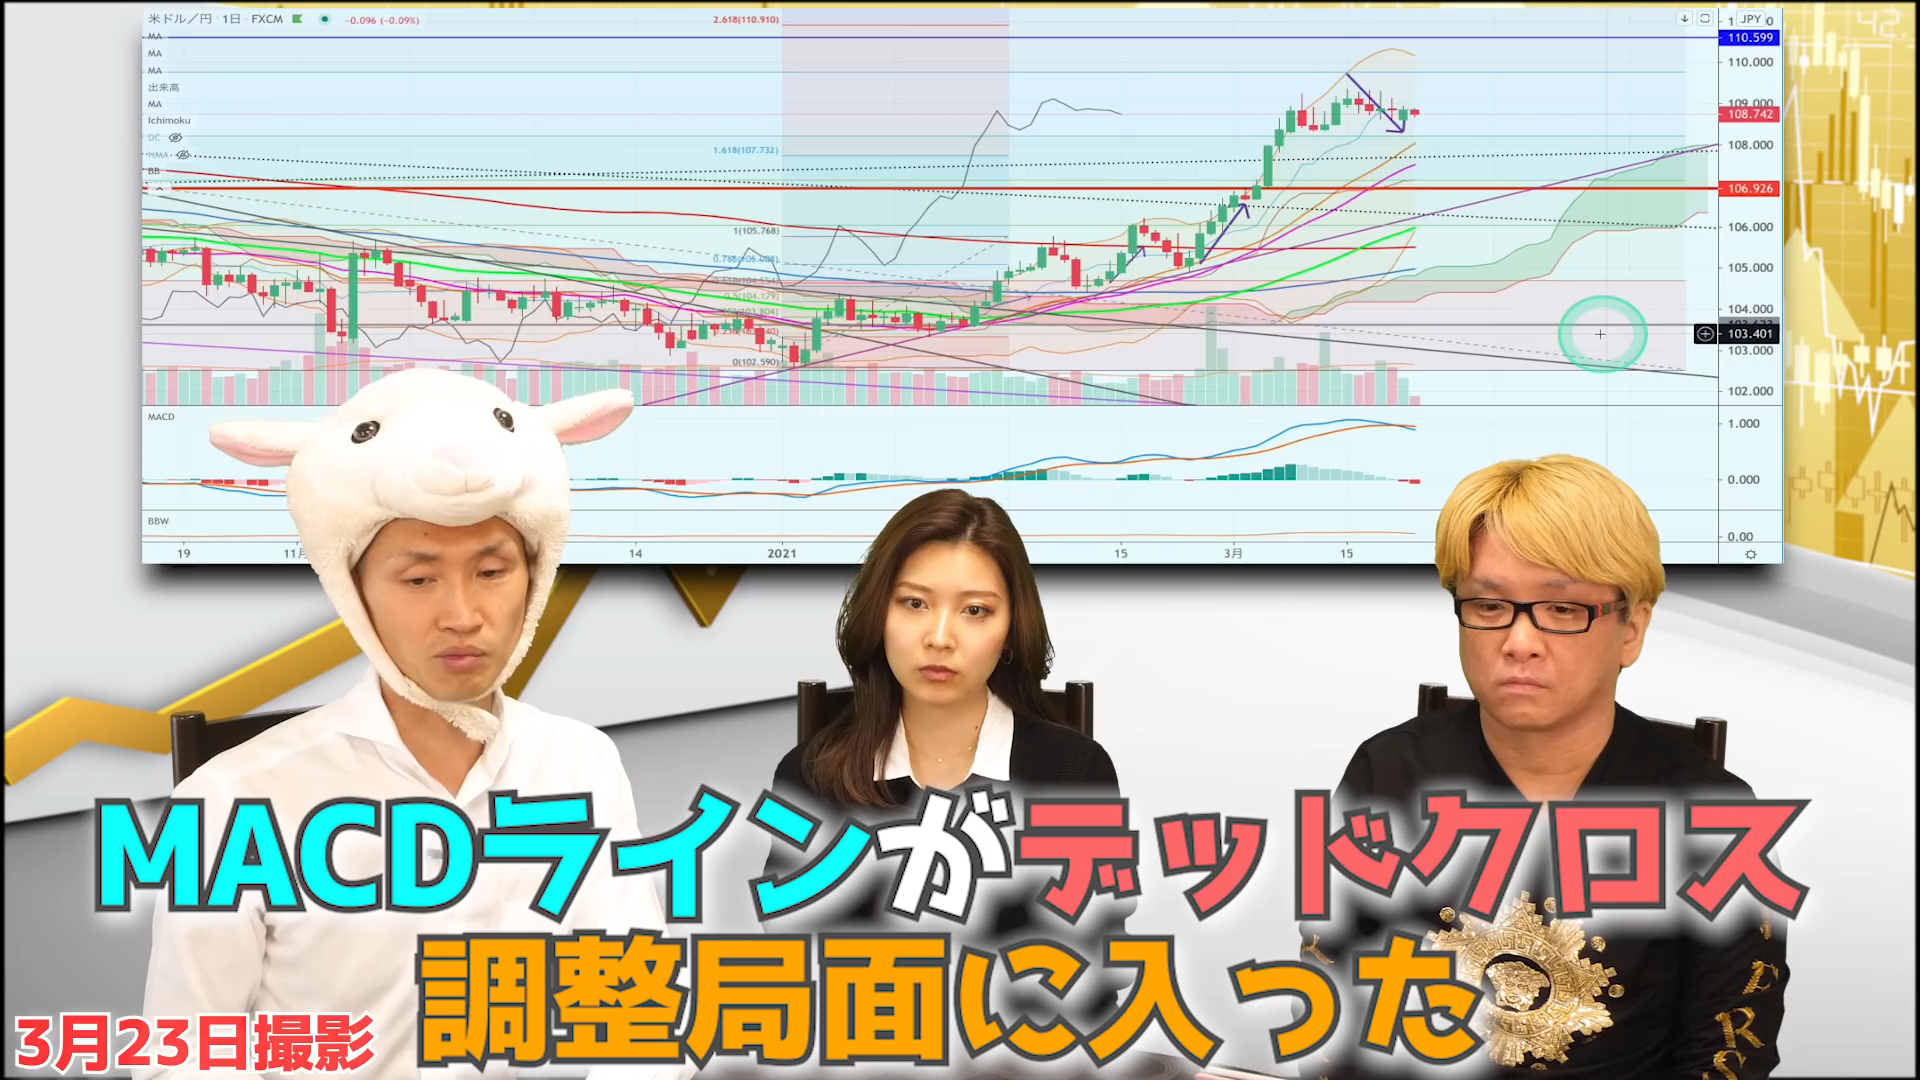 米ドル／円 · 1日 · FXCM
-0.096 (-0.09%)
MA
MA
MA
出来高
MA
Ichimoku
DC
HMA
BB
2.618(110.910)
1.618(107.732)
1(105.768)
0(102.590)
JPY
110.599
110.000
109.000
108.742
108.000
106.926
106.000
105.000
104.000
103.401
103.000
102.000
MACD
1.000
0.000
BBW
0.00
19
14
2021
15
3月
15
MACDラインがデッドクロス
調整局面に入った
3月23日撮影